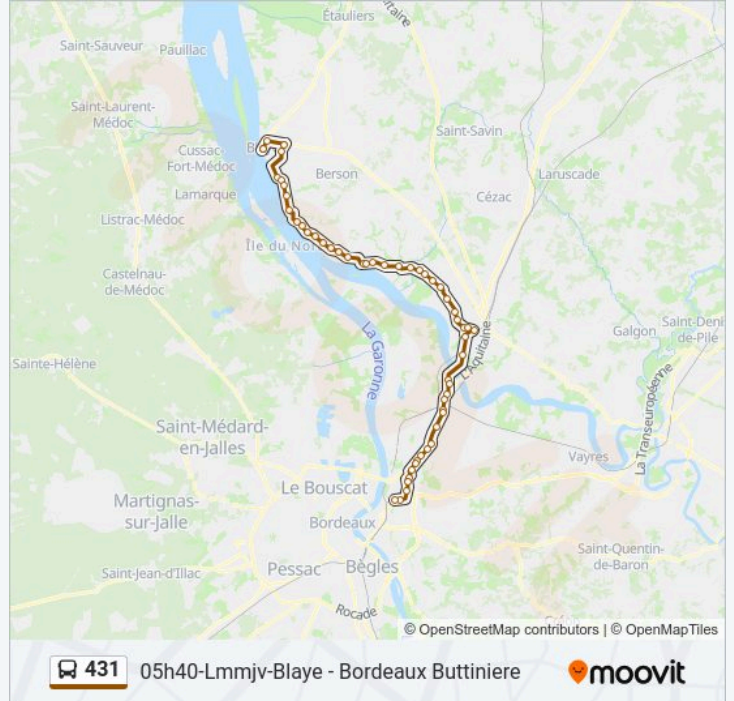 Étauliers
Aquitaine
Saint-Sauveur
Pauillac
Saint-Laurent-
Médoc
Saint-Savin
Cussac-
Fort-Médoc
Berson
Laruscade
Lamarque
Cézac
Listrac-Médoc
Île du Nor
Castelnau-
de-Médoc
La Garonne
L'Aquitaine
Galgon
Saint-Deni
de-Pile
Sainte-Hélène
La Transeuropéenne
Saint-Médard-
en-Jalles
Vayres
Le Bouscat
Martignas-
sur-Jalle
Bordeaux
Saint-Quentin-
de-Baron
Saint-Jean-d'Illac
Pessac
Bègles
Rocade
© OpenStreetMap contributors | © OpenMapTiles
431
05h40-Lmmjv-Blaye - Bordeaux Buttiniere
moovit